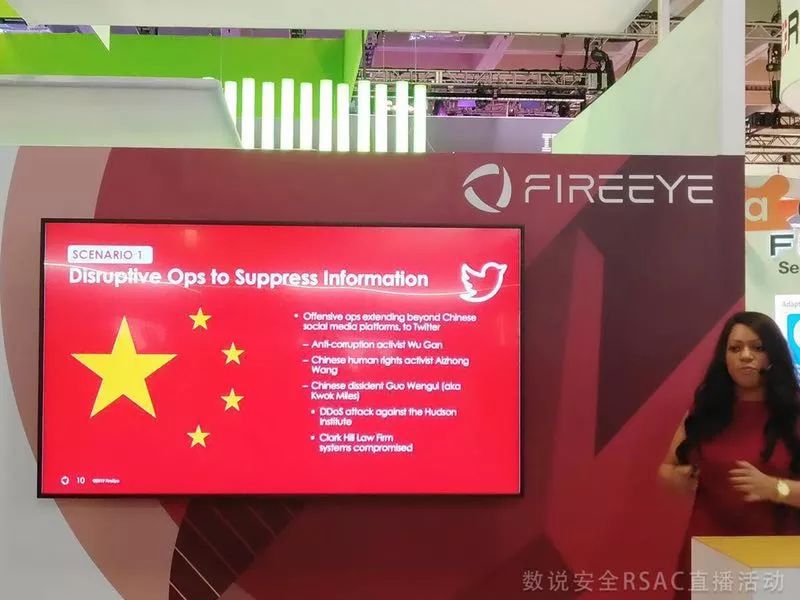 FIREEYE
SCENARIO 1
Disruptive Ops to Suppress Information
• Offensive ops extending beyond Chinese
social media platforms, to Twitter
– Anti-corruption activist Wu Gan
– Chinese human rights activist Aizhong
Wang
– Chinese dissident Guo Wengui (aka
Kwok Miles)
• DDoS attack against the Hudson
Institute
• Clark Hill Law Firm
systems compromised
10 ©2019 FireEye
a
F
Se
Adapt
数说安全RSAC直播活动